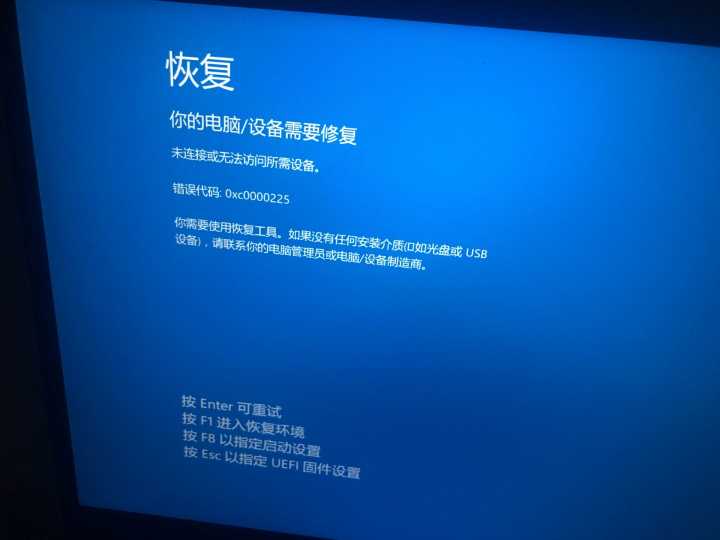 恢复
你的电脑/设备需要修复
未连接或无法访问所需设备。
错误代码: 0xc0000225
你需要使用恢复工具。如果没有任何安装介质(□如光盘或 USB
设备)，请联系你的电脑管理员或电脑/设备制造商。
按 Enter 可重试
按 F1 进入恢复环境
按 F8 以指定启动设置
按 Esc 以指定 UEFI 固件设置